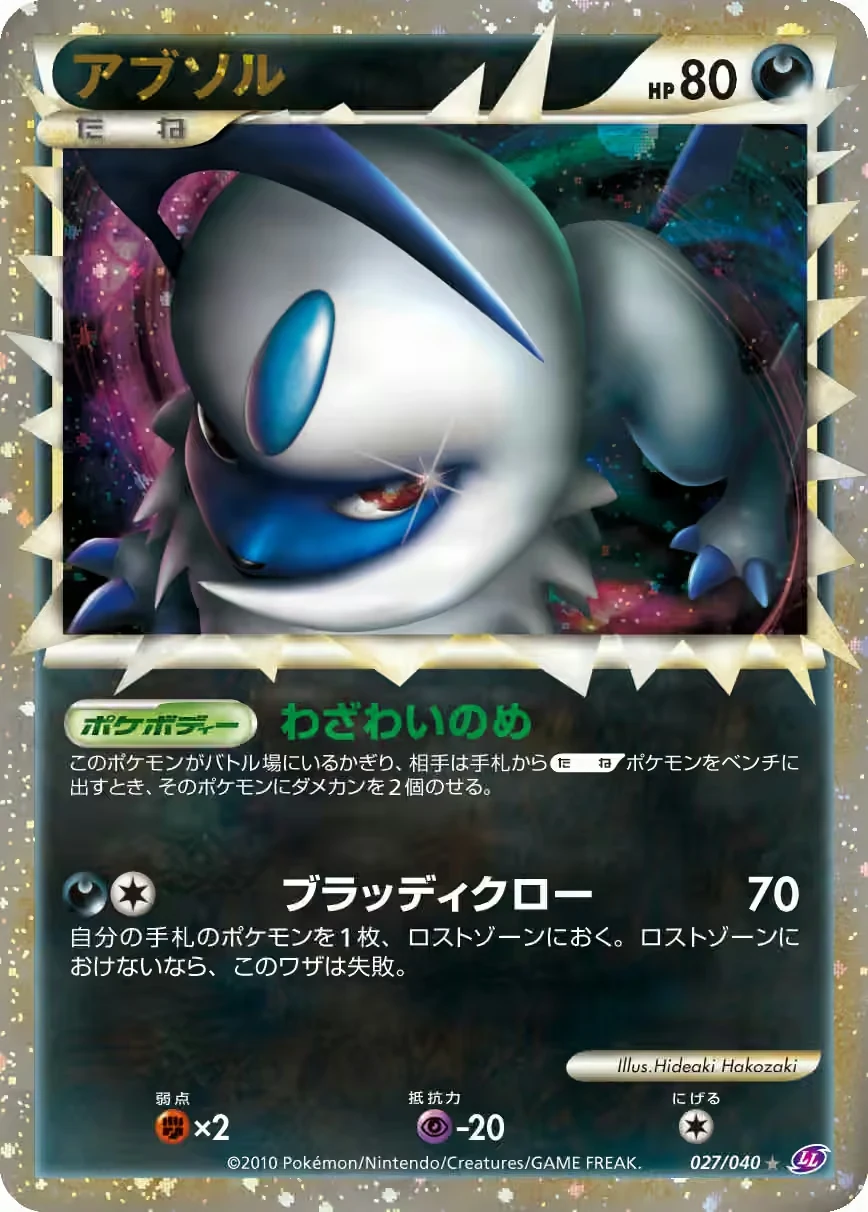 アブソル
HP80
たね
ポケボディー わざわいのめ
このポケモンがバトル場にいるかぎり、相手は手札からたねポケモンをベンチに
出すとき、そのポケモンにダメカンを2個のせる。
ブラッディクロー 70
自分の手札のポケモンを1枚、ロストゾーンにおく。ロストゾーンに
おけないなら、このワザは失敗。
Illus.Hideaki Hakozaki
弱点 抵抗力 にげる
×2 -20
©2010 Pokémon/Nintendo/Creatures/GAME FREAK. 027/040 ★ LL